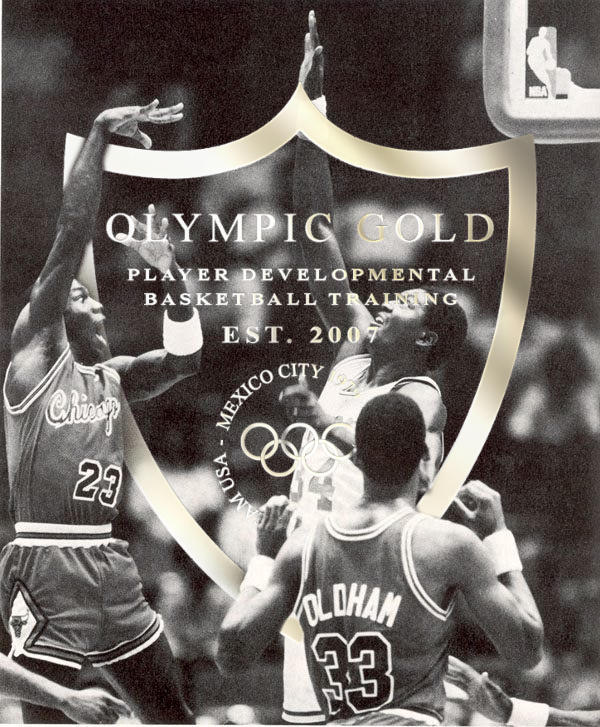 NBA
OLYMPIC GOLD
PLAYER DEVELOPMENTAL
BASKETBALL TRAINING
EST. 2007
TEAM USA - MEXICO CITY
Chicago
23
OLDHAM
33